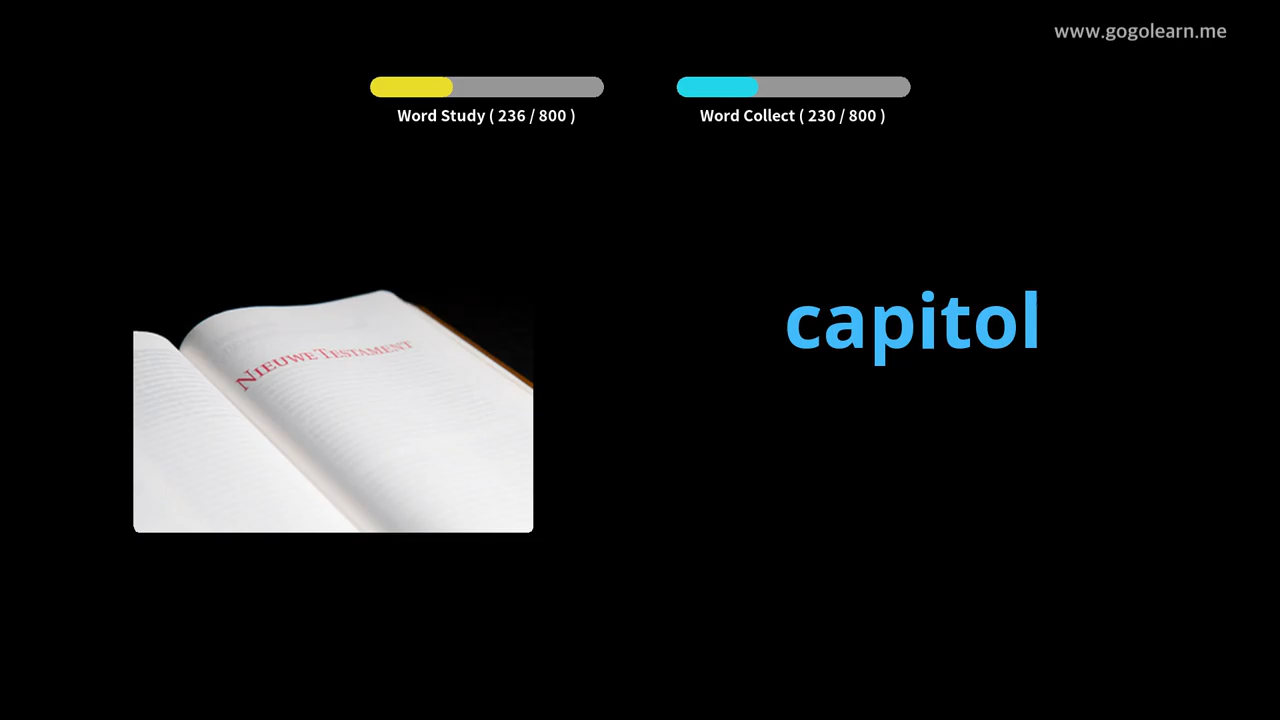 www.gogolearn.me
Word Study ( 236 / 800 )
Word Collect ( 230 / 800 )
capitol
NIEUWE TESTAMENT